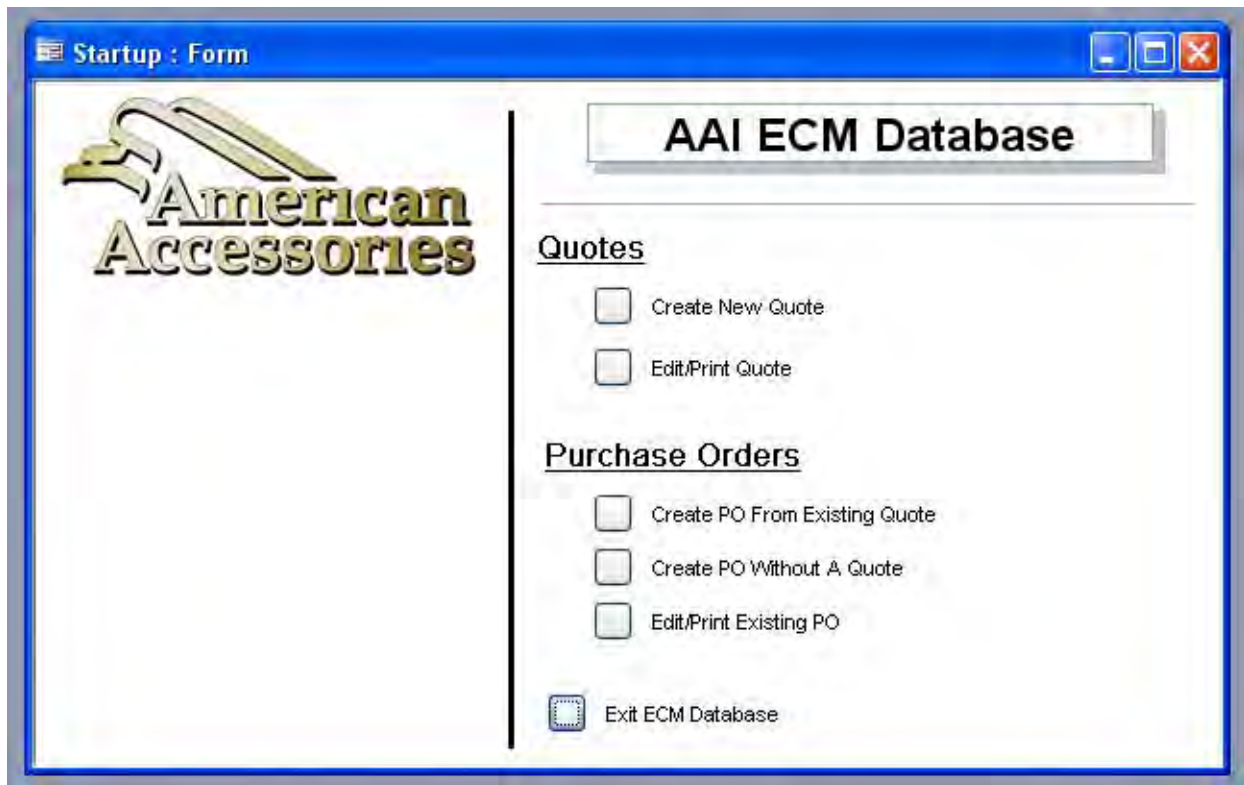 Startup : Form
American
Accessories
AAI ECM Database
Quotes
Create New Quote
Edit/Print Quote
Purchase Orders
Create PO From Existing Quote
Create PO Without A Quote
Edit/Print Existing PO
Exit ECM Database